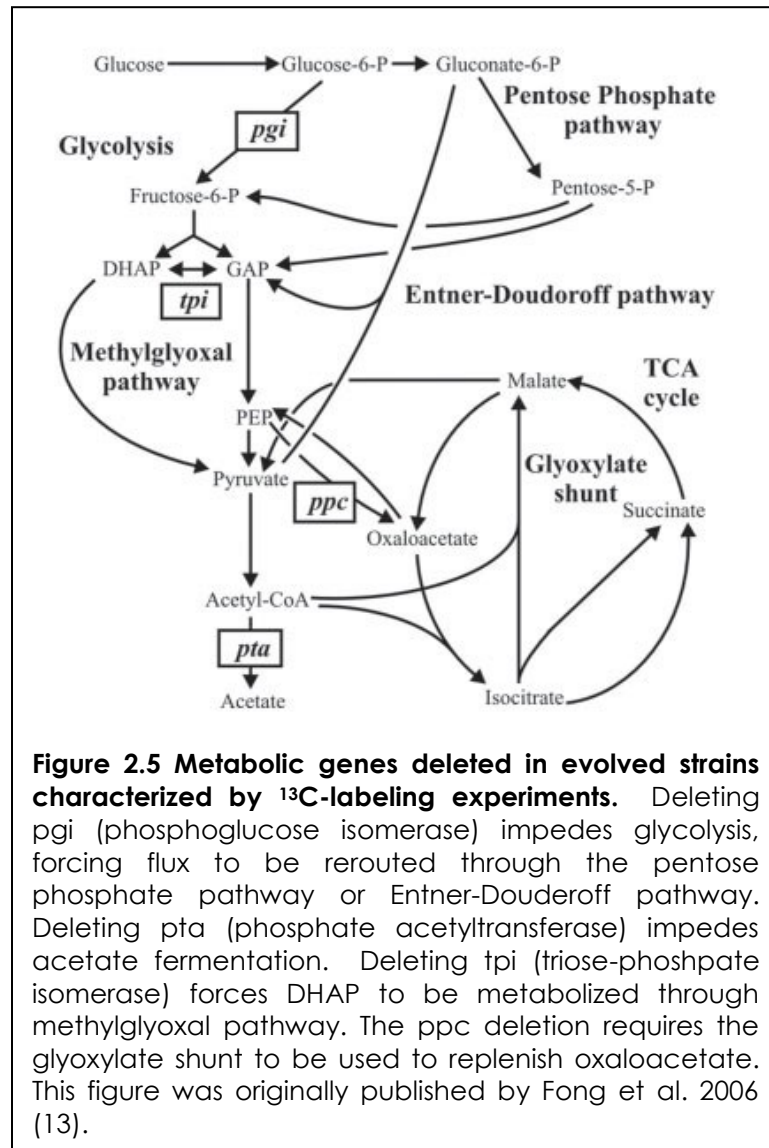 Glucose
Glucose-6-P
Gluconate-6-P
Pentose Phosphate
pathway
pgi
Glycolysis
Fructose-6-P
Pentose-5-P
DHAP
GAP
tpi
Entner-Doudoroff pathway
Methylglyoxal
pathway
Malate
TCA
cycle
PEP
Pyruvate
ppc
Glyoxylate
shunt
Succinate
Oxaloacetate
Acetyl-CoA
pta
Acetate
Isocitrate
Figure 2.5 Metabolic genes deleted in evolved strains
characterized by ¹³C-labeling experiments. Deleting
pgi (phosphoglucose isomerase) impedes glycolysis,
forcing flux to be rerouted through the pentose
phosphate pathway or Entner-Douderoff pathway.
Deleting pta (phosphate acetyltransferase) impedes
acetate fermentation. Deleting tpi (triose-phoshpate
isomerase) forces DHAP to be metabolized through
methylglyoxal pathway. The ppc deletion requires the
glyoxylate shunt to be used to replenish oxaloacetate.
This figure was originally published by Fong et al. 2006
(13).